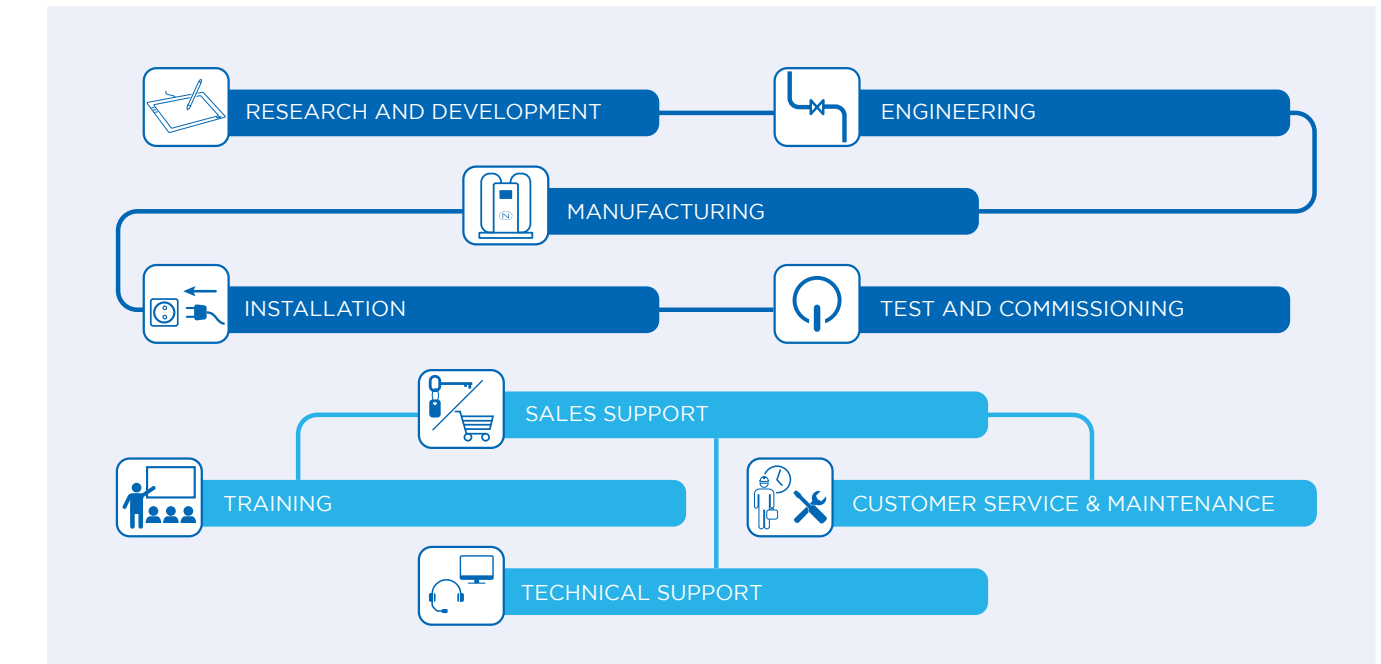 RESEARCH AND DEVELOPMENT
ENGINEERING
MANUFACTURING
INSTALLATION
TEST AND COMMISSIONING
SALES SUPPORT
TRAINING
CUSTOMER SERVICE & MAINTENANCE
TECHNICAL SUPPORT